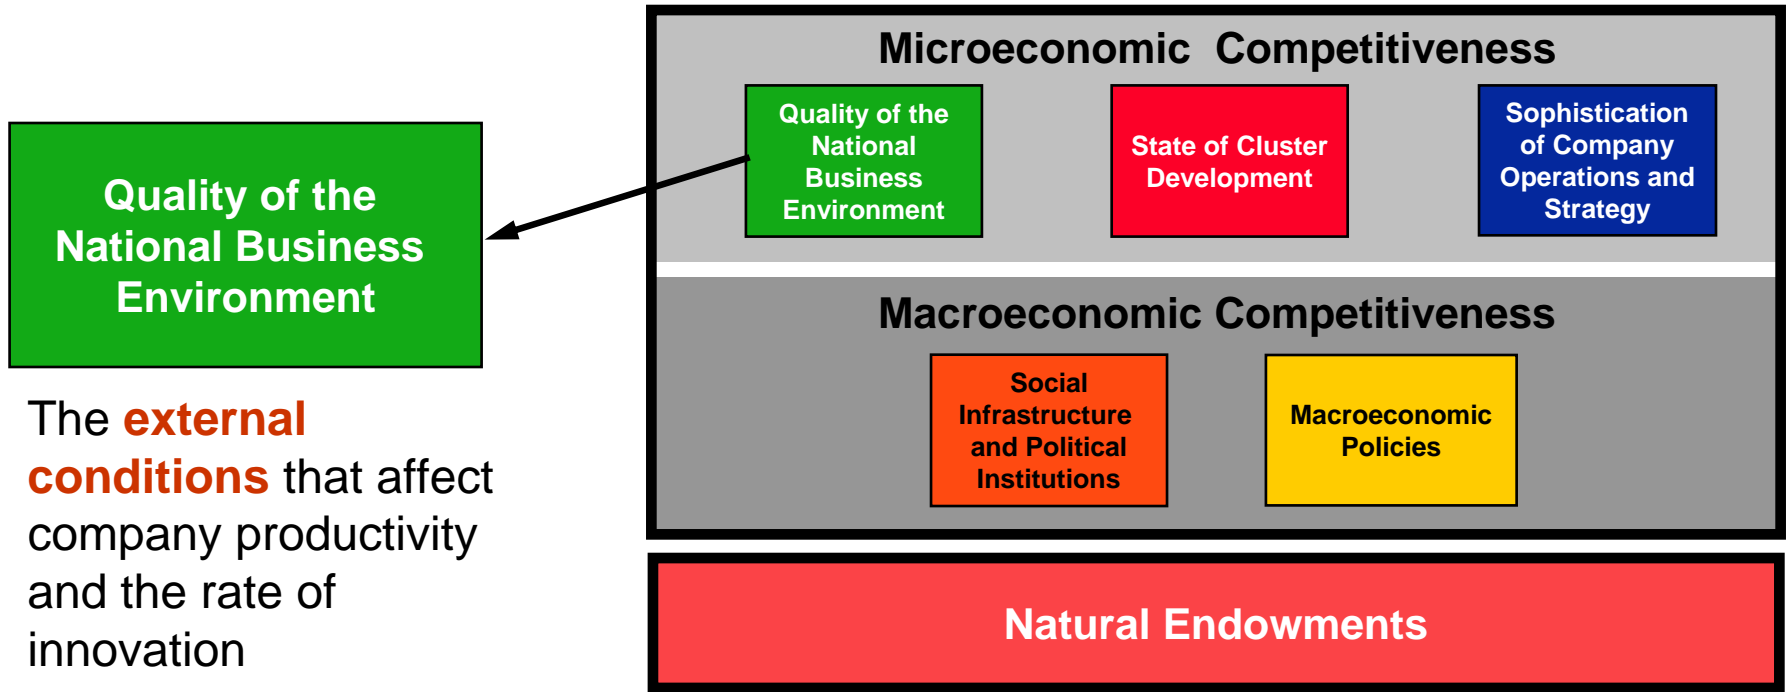 Microeconomic  Competitiveness
Quality of the
National
Business
Environment
State of Cluster
Development
Sophistication
of Company
Operations and
Strategy
Quality of the
National Business
Environment
The external
conditions that affect
company productivity
and the rate of
innovation
Macroeconomic Competitiveness
Social
Infrastructure
and Political
Institutions
Macroeconomic
Policies
Natural Endowments